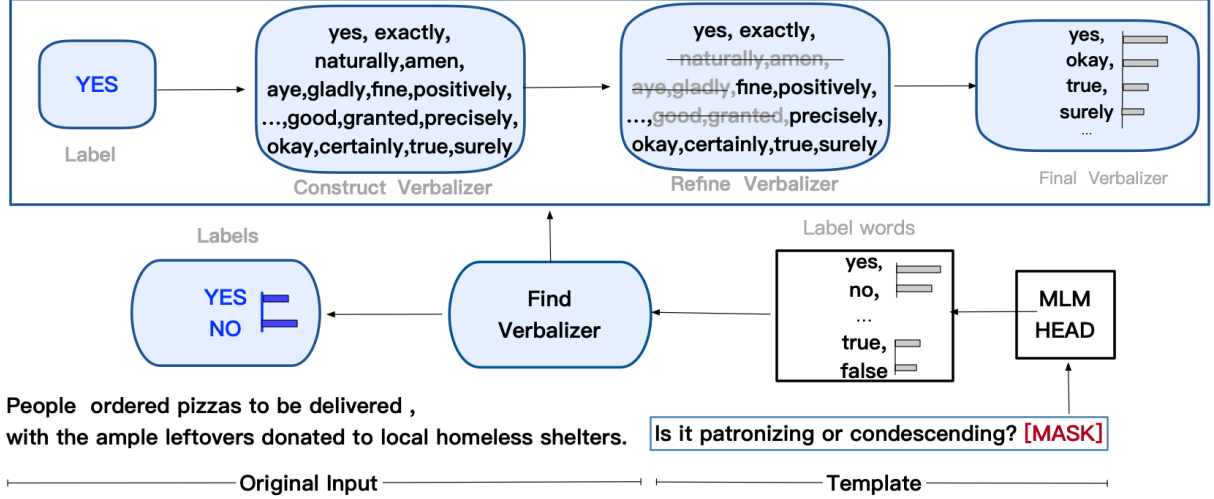 YES
Label
yes, exactly,
naturally,amen,
aye,gladly,fine,positively,
...,good,granted,precisely,
okay,certainly,true,surely
Construct Verbalizer
yes, exactly,
naturally,amen,
aye,gladly,fine,positively,
...,good,granted,precisely,
okay,certainly,true,surely
Refine Verbalizer
yes,
okay,
true,
surely
...
Final Verbalizer
Labels
YES
NO
Find
Verbalizer
Label words
yes,
no,
...
true,
false
MLM
HEAD
People ordered pizzas to be delivered ,
with the ample leftovers donated to local homeless shelters.
Is it patronizing or condescending? [MASK]
Original Input
Template